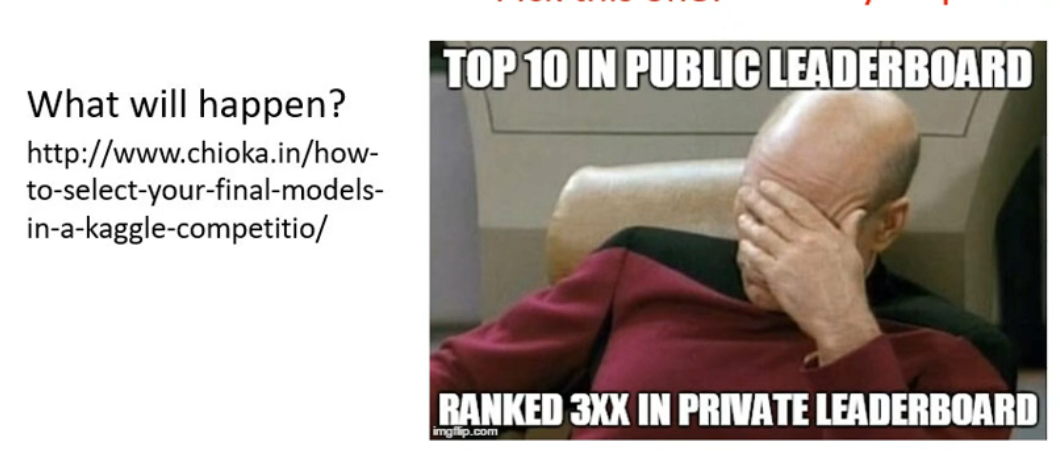 What will happen?
http://www.chioka.in/how-
to-select-your-final-models-
in-a-kaggle-competitio/
TOP 10 IN PUBLIC LEADERBOARD
RANKED 3XX IN PRIVATE LEADERBOARD
imgflip.com